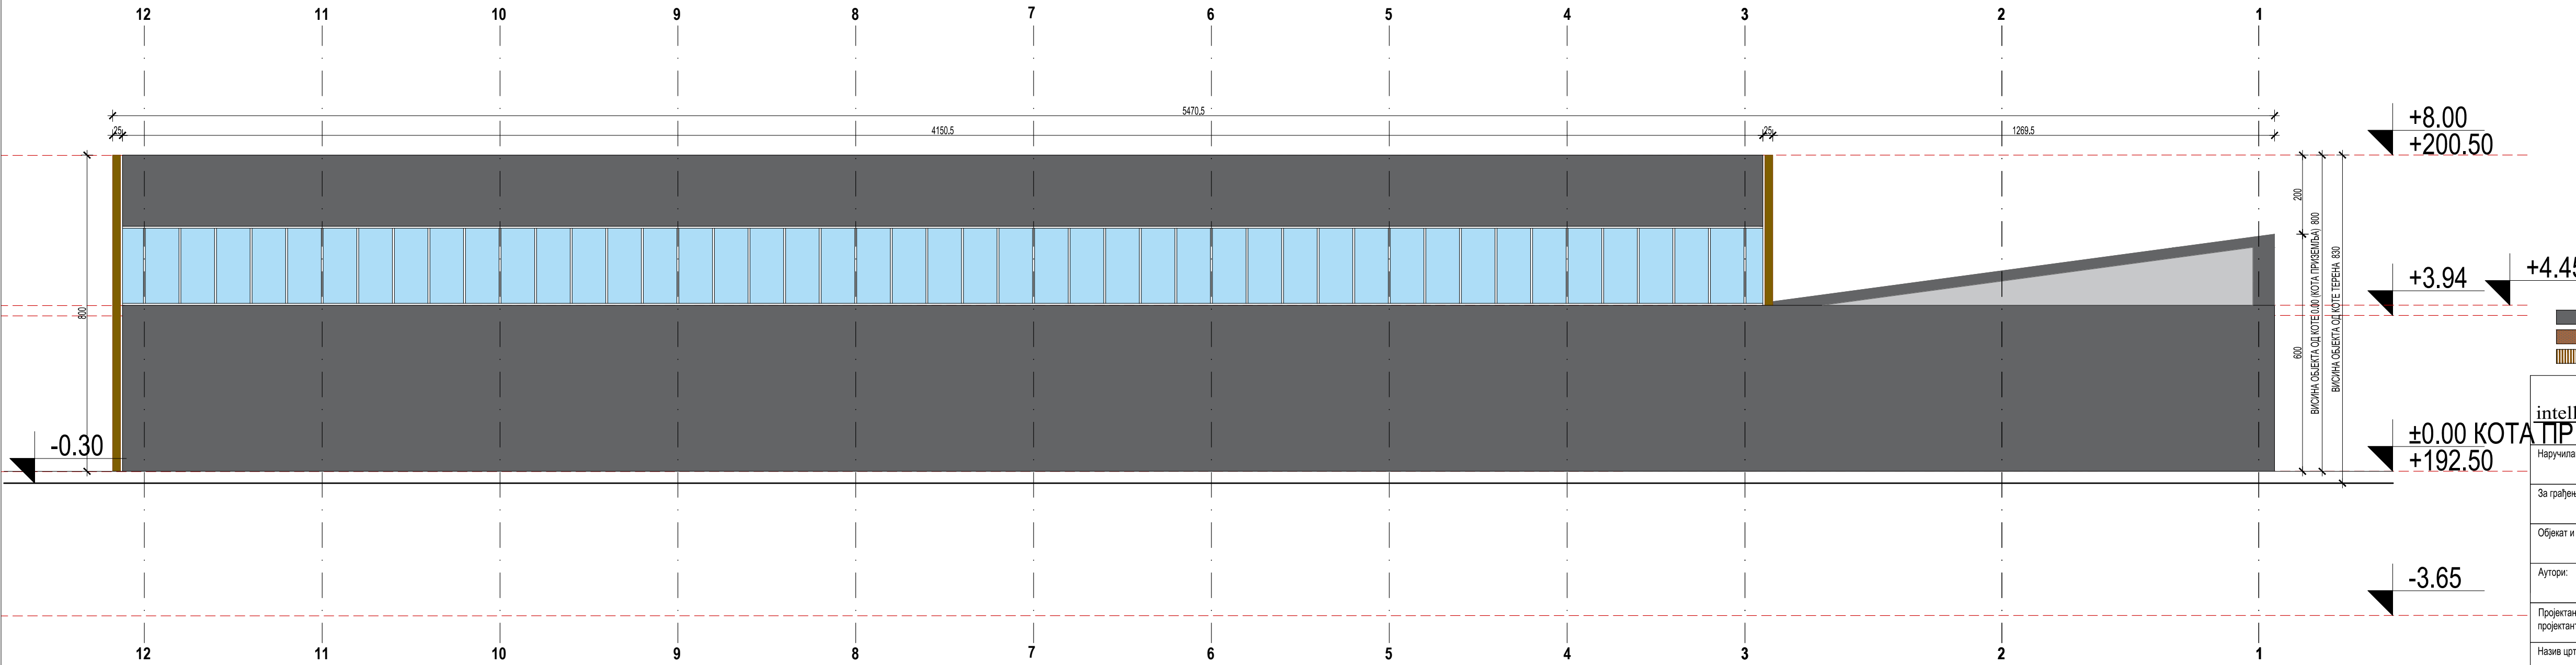 12 11 10 9 8 7 6 5 4 3 2 1
5470,5
25 4150,5 25 1269,5
+8.00
+200.50
200
ВИСИНА ОБЈЕКТА ОД КОТЕ 0.00 (КОТА ПРИЗЕМЉА) 800
ВИСИНА ОБЈЕКТА ОД КОТЕ ТЕРЕНА 830
+3.94
+4.45
800
600
-0.30
±0.00 КОТА ПР
+192.50
intell
Наручила
За грађењ
Објекат и
Аутори:
-3.65
Пројектан
пројектант
Назив црт
12 11 10 9 8 7 6 5 4 3 2 1